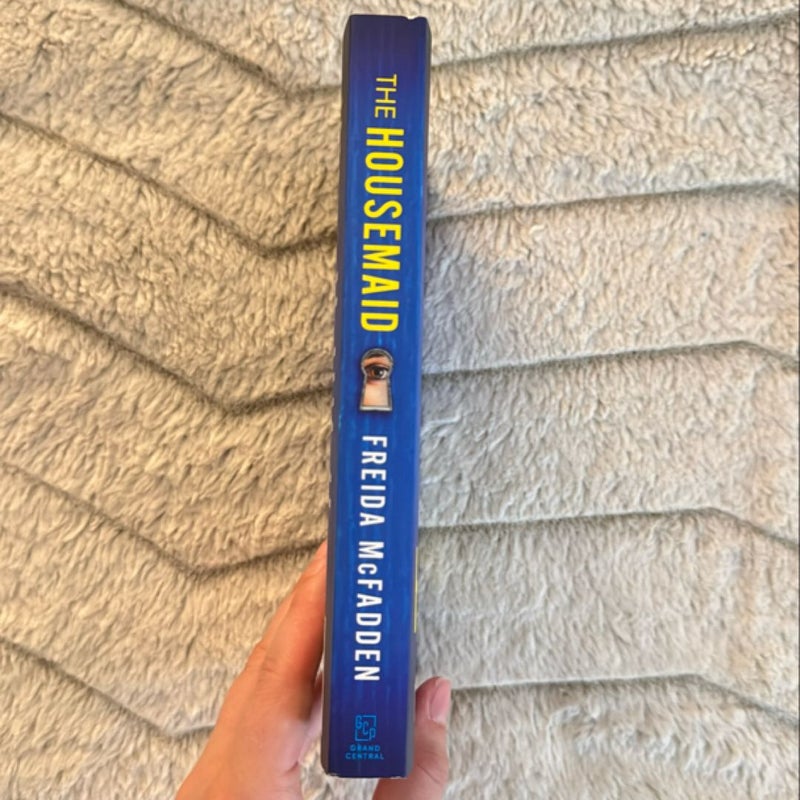 THE HOUSEMAID
FREIDA McFADDEN
GCP
GRAND
CENTRAL